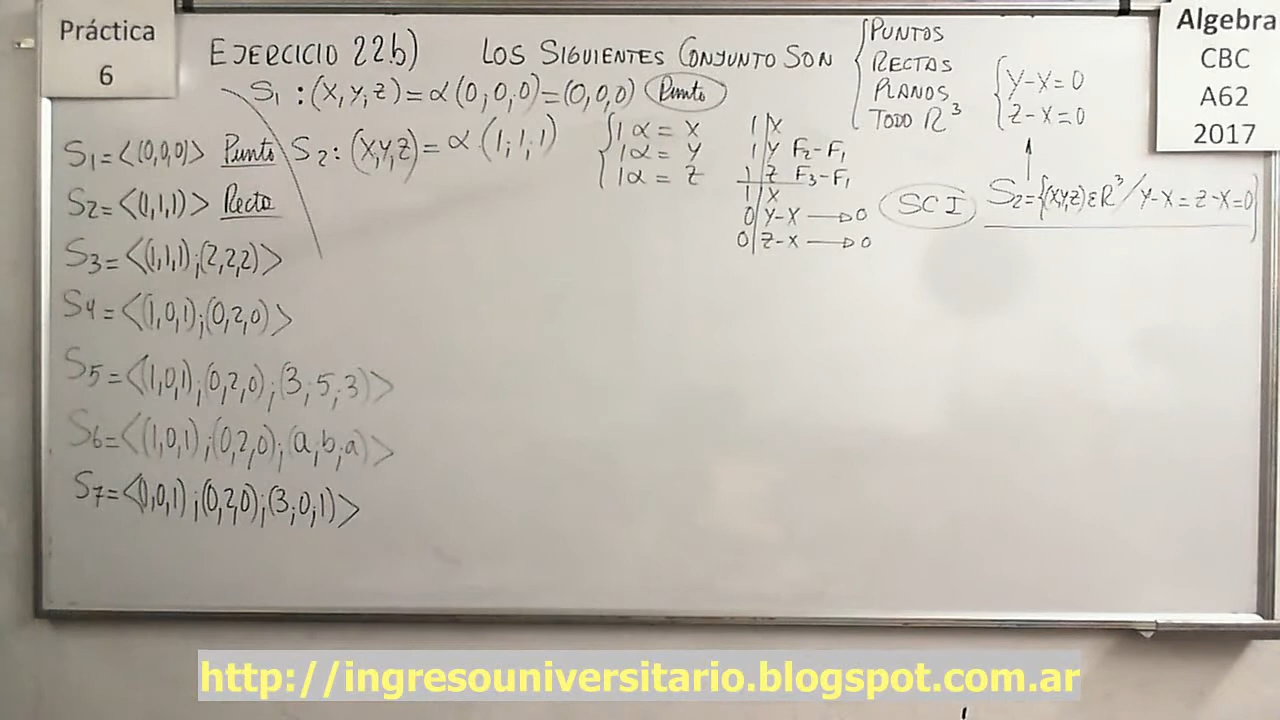 Práctica
6
EJERCICIO 22b) LOS SIGUIENTES CONJUNTO SON
PUNTOS
RECTAS
PLANOS
TODO R³
Algebra
CBC
A62
2017
S1 : (X,Y,Z) = α (0,0,0) = (0,0,0) Punto
S2 : (X,Y,Z) = α (1,1,1)
1α = X
1α = Y
1α = Z
1 | X
1 | Y F2-F1
1 | Z F3-F1
1 | X
0 | Y-X → 0
0 | Z-X → 0
SCI
Y-X=0
Z-X=0
S2={(X,Y,Z) ε R³ / Y-X=Z-X=0}
S1=<(0,0,0)> Punto
S2=<(1,1,1)> Recta
S3=<(1,1,1);(2,2,2)>
S4=<(1,0,1);(0,2,0)>
S5=<(1,0,1);(0,2,0);(3,5,3)>
S6=<(1,0,1);(0,2,0);(a,b,a)>
S7=<(0,0,1);(0,2,0);(3,0,1)>
http://ingresouniversitario.blogspot.com.ar